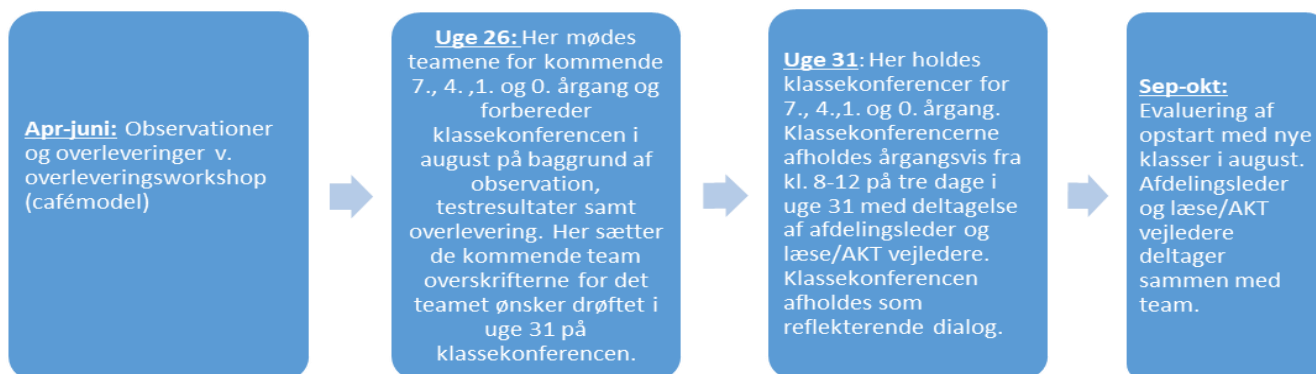 Apr-juni: Observationer
og overleveringer v.
overleveringsworkshop
(cafémodel)
Uge 26: Her mødes
teamene for kommende
7., 4. ,1. og 0. årgang og
forbereder
klassekonferencen i
august på baggrund af
observation,
testresultater samt
overlevering. Her sætter
de kommende team
overskrifterne for det
teamet ønsker drøftet i
uge 31 på
klassekonferencen.
Uge 31: Her holdes
klassekonferencer for
7., 4.,1. og 0. årgang.
Klassekonferencerne
afholdes årgangsvis fra
kl. 8-12 på tre dage i
uge 31 med deltagelse
af afdelingsleder og
læse/AKT vejledere.
Klassekonferencen
afholdes som
reflekterende dialog.
Sep-okt:
Evaluering af
opstart med nye
klasser i august.
Afdelingsleder
og læse/AKT
vejledere
deltager
sammen med
team.